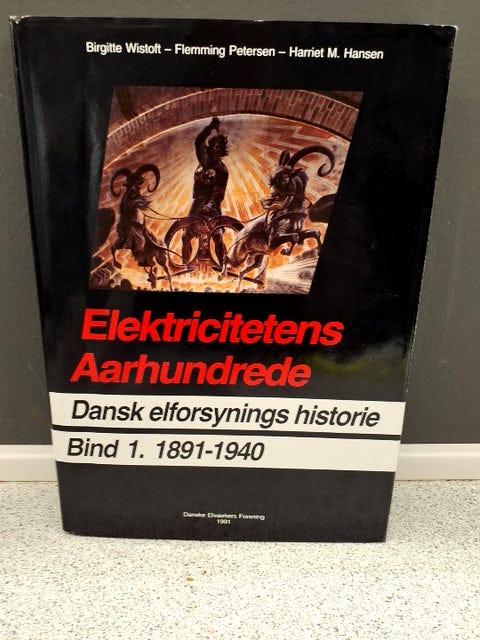 Birgitte Wistoft – Flemming Petersen – Harriet M. Hansen
Elektricitetens
Aarhundrede
Dansk elforsynings historie
Bind 1. 1891-1940
Danske Elværkers Forening
1991